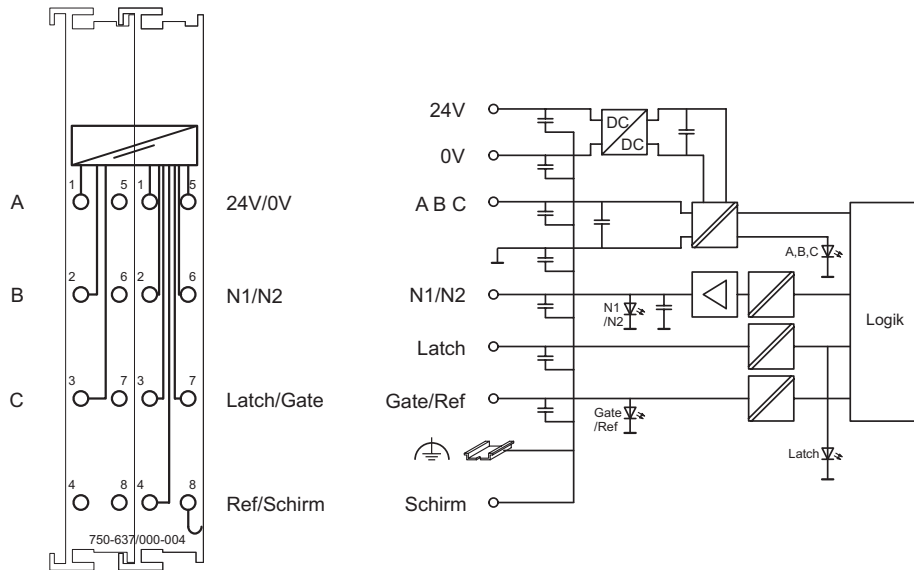 1 5 1 5
A 24V/0V
2 6 2 6
B N1/N2
3 7 3 7
C Latch/Gate
4 8 4 8
Ref/Schirm
750-637/000-004
24V
DC
DC
0V
A B C
A,B,C
N1/N2
N1
/N2
Logik
Latch
Gate/Ref
Gate
/Ref
Latch
Schirm